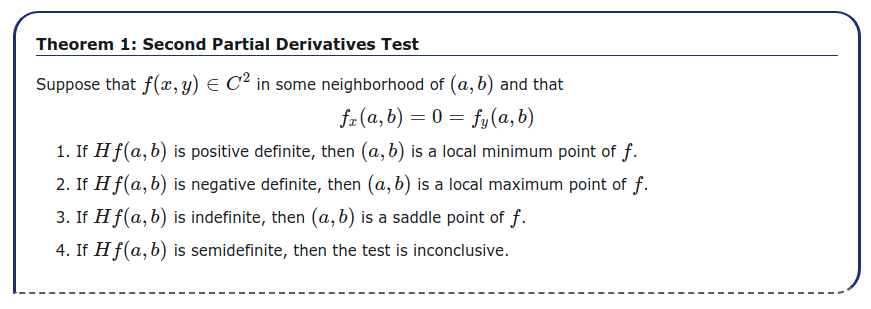 Theorem 1: Second Partial Derivatives Test
Suppose that f(x, y) ∈ C² in some neighborhood of (a, b) and that
fₓ(a, b) = 0 = f_y(a, b)
1. If Hf(a, b) is positive definite, then (a, b) is a local minimum point of f.
2. If Hf(a, b) is negative definite, then (a, b) is a local maximum point of f.
3. If Hf(a, b) is indefinite, then (a, b) is a saddle point of f.
4. If Hf(a, b) is semidefinite, then the test is inconclusive.